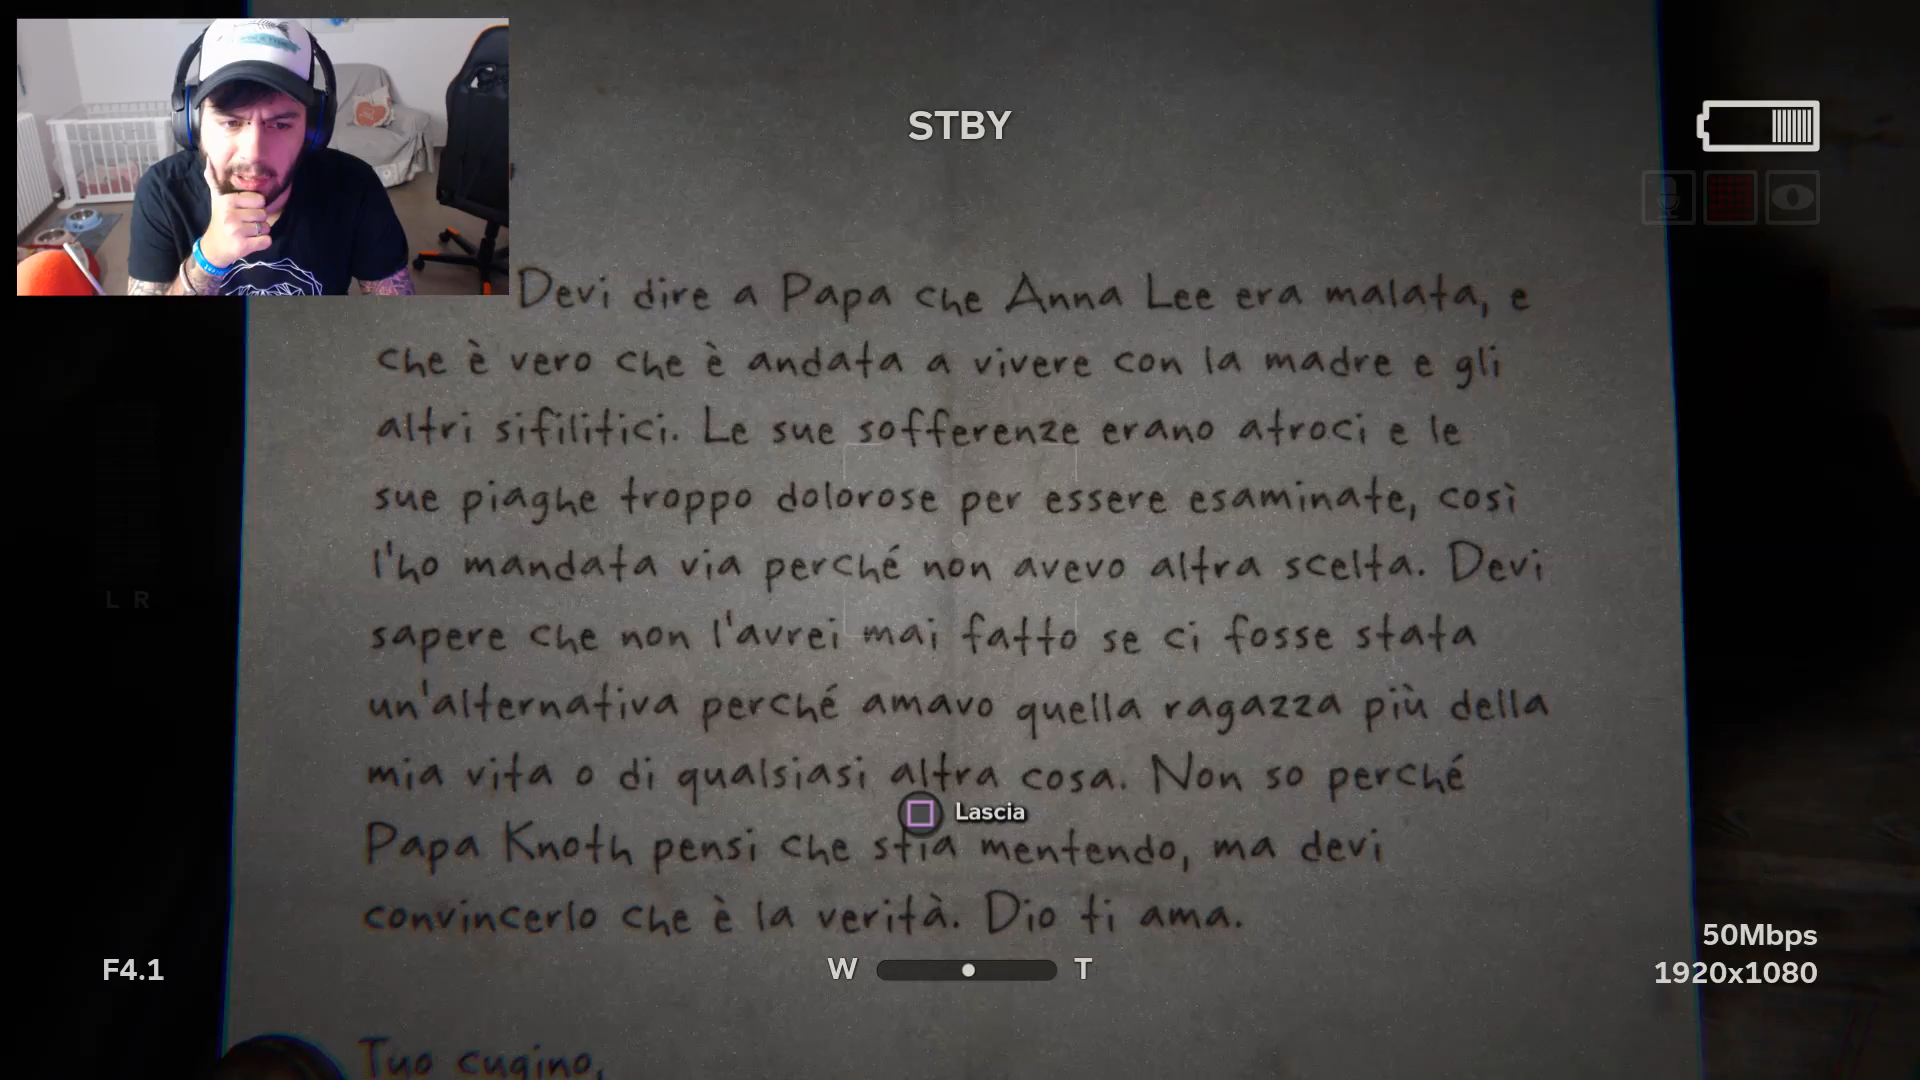 STBY
Devi dire a Papa che Anna Lee era malata, e
che è vero che è andata a vivere con la madre e gli
altri sifilitici. Le sue sofferenze erano atroci e le
sue piaghe troppo dolorose per essere esaminate, così
l'ho mandata via perché non avevo altra scelta. Devi
sapere che non l'avrei mai fatto se ci fosse stata
un'alternativa perché amavo quella ragazza più della
mia vita o di qualsiasi altra cosa. Non so perché
Lascia
Papa Knoth pensi che stia mentendo, ma devi
convincerlo che è la verità. Dio ti ama.
Tuo cugino,
L R
F4.1
W T
50Mbps
1920x1080